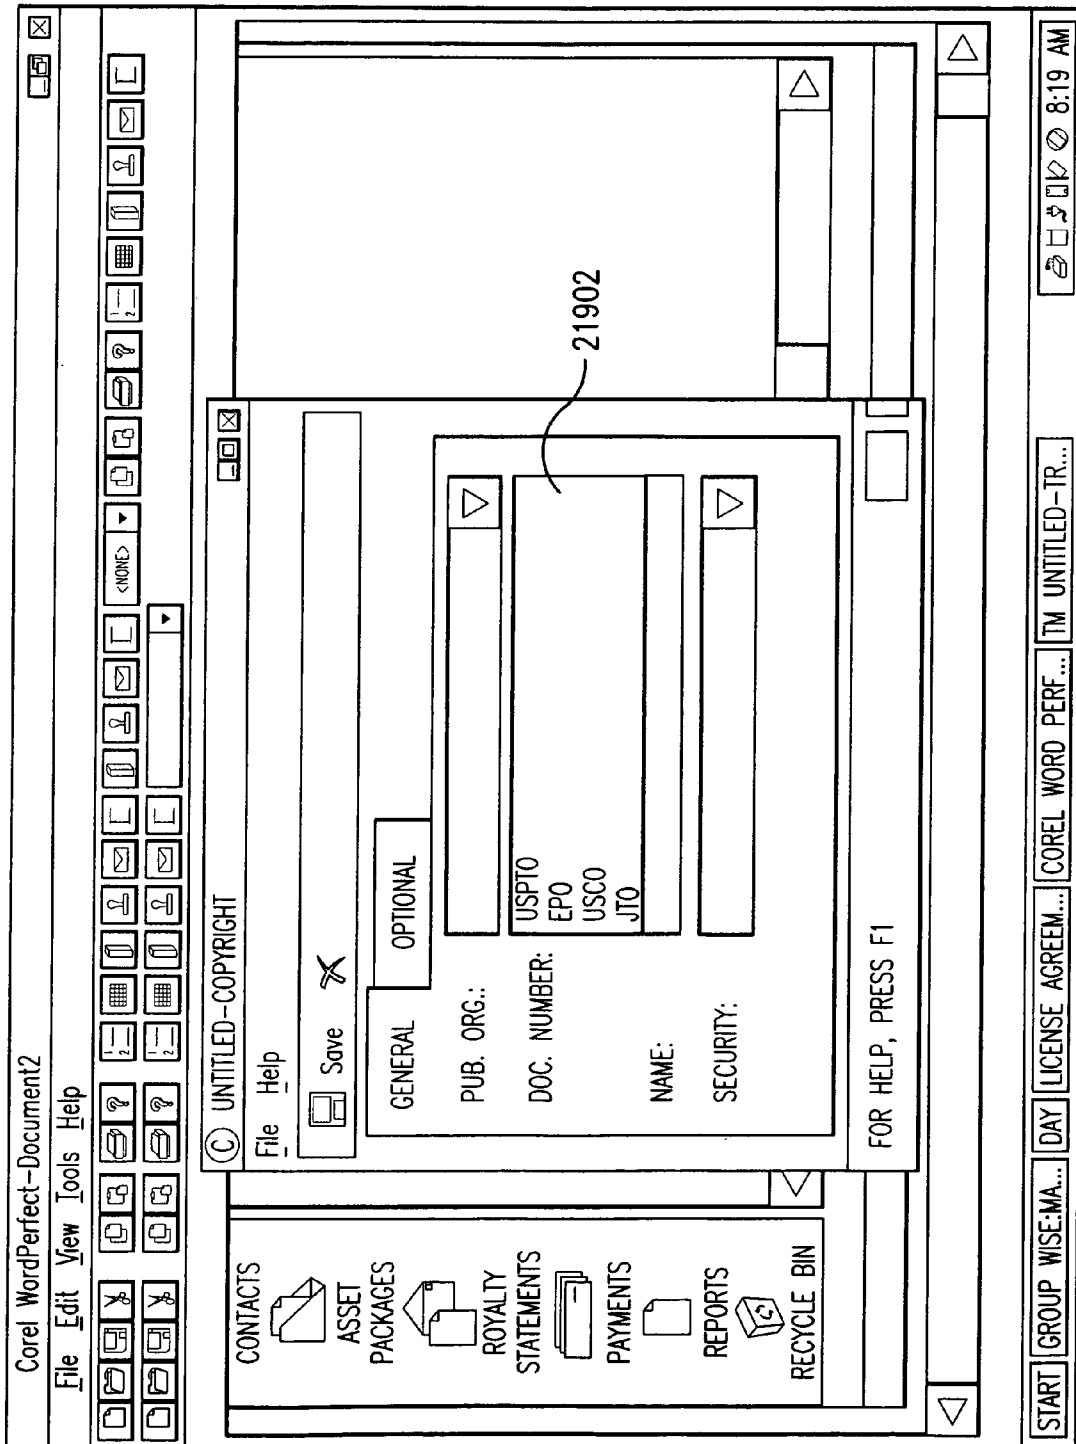 Corel WordPerfect-Document2
File Edit View Tools Help
<NONE>
CONTACTS
ASSET
PACKAGES
ROYALTY
STATEMENTS
PAYMENTS
REPORTS
RECYCLE BIN
© UNTITLED-COPYRIGHT
File Help
Save
GENERAL OPTIONAL
PUB. ORG.:
DOC. NUMBER:
USPTO
EPO
USCO
JTO
NAME:
SECURITY:
FOR HELP, PRESS F1
21902
START GROUP WISE:MA... DAY LICENSE AGREEM... COREL WORD PERF... TM UNTITLED-TR... 8:19 AM